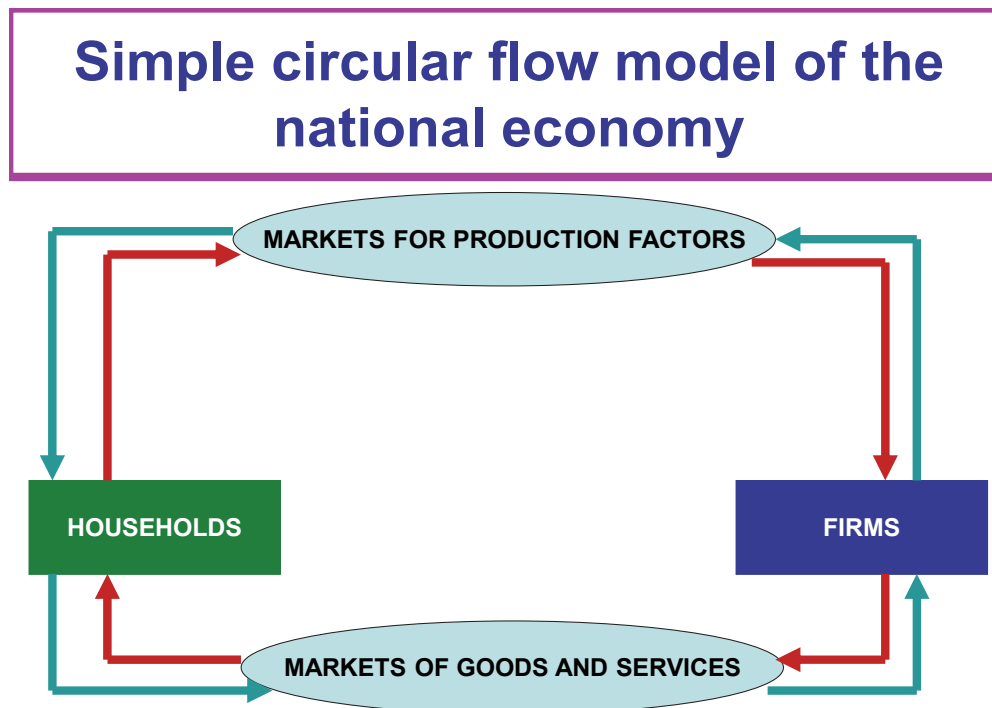 Simple circular flow model of the
national economy
MARKETS FOR PRODUCTION FACTORS
HOUSEHOLDS
FIRMS
MARKETS OF GOODS AND SERVICES